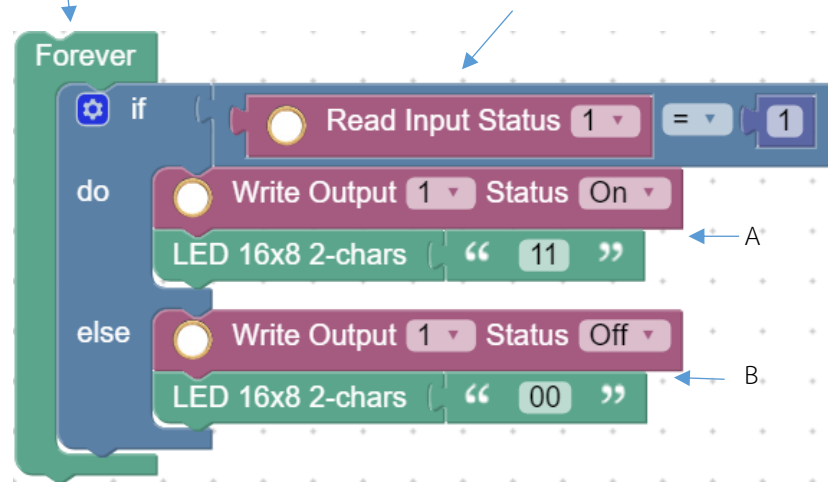 Forever
if Read Input Status 1 = 1
do Write Output 1 Status On
A
LED 16x8 2-chars “ 11 ”
else Write Output 1 Status Off
B
LED 16x8 2-chars “ 00 ”